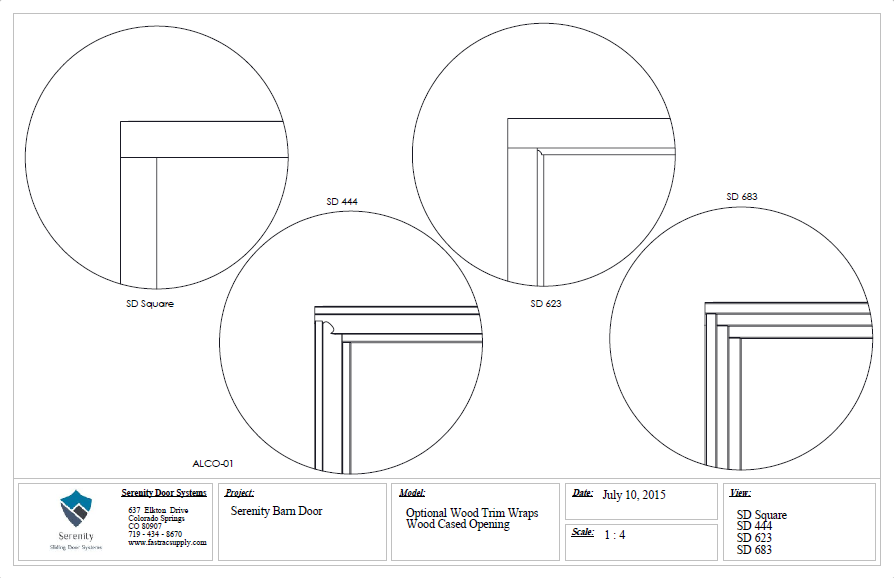 SD 444
SD 683
SD Square
SD 623
ALCO-01
Serenity
Sliding Door Systems
Serenity Door Systems
637 Elkton Drive
Colorado Springs
CO 80907
719 - 434 - 8670
www.fastracsupply.com
Project:
Serenity Barn Door
Model:
Optional Wood Trim Wraps
Wood Cased Opening
Date: July 10, 2015
Scale: 1 : 4
View:
SD Square
SD 444
SD 623
SD 683